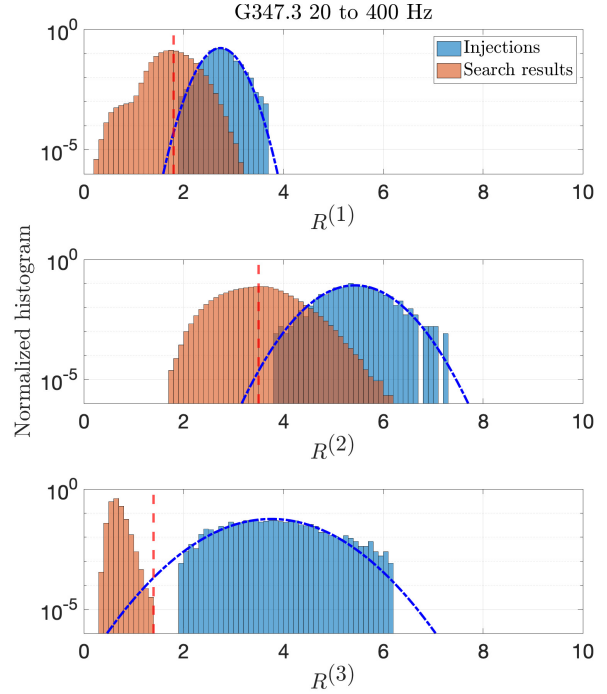 G347.3 20 to 400 Hz
Injections
Search results
Normalized histogram
10^0
10^-5
0 2 4 6 8 10
R^(1)
10^0
10^-5
0 2 4 6 8 10
R^(2)
10^0
10^-5
0 2 4 6 8 10
R^(3)